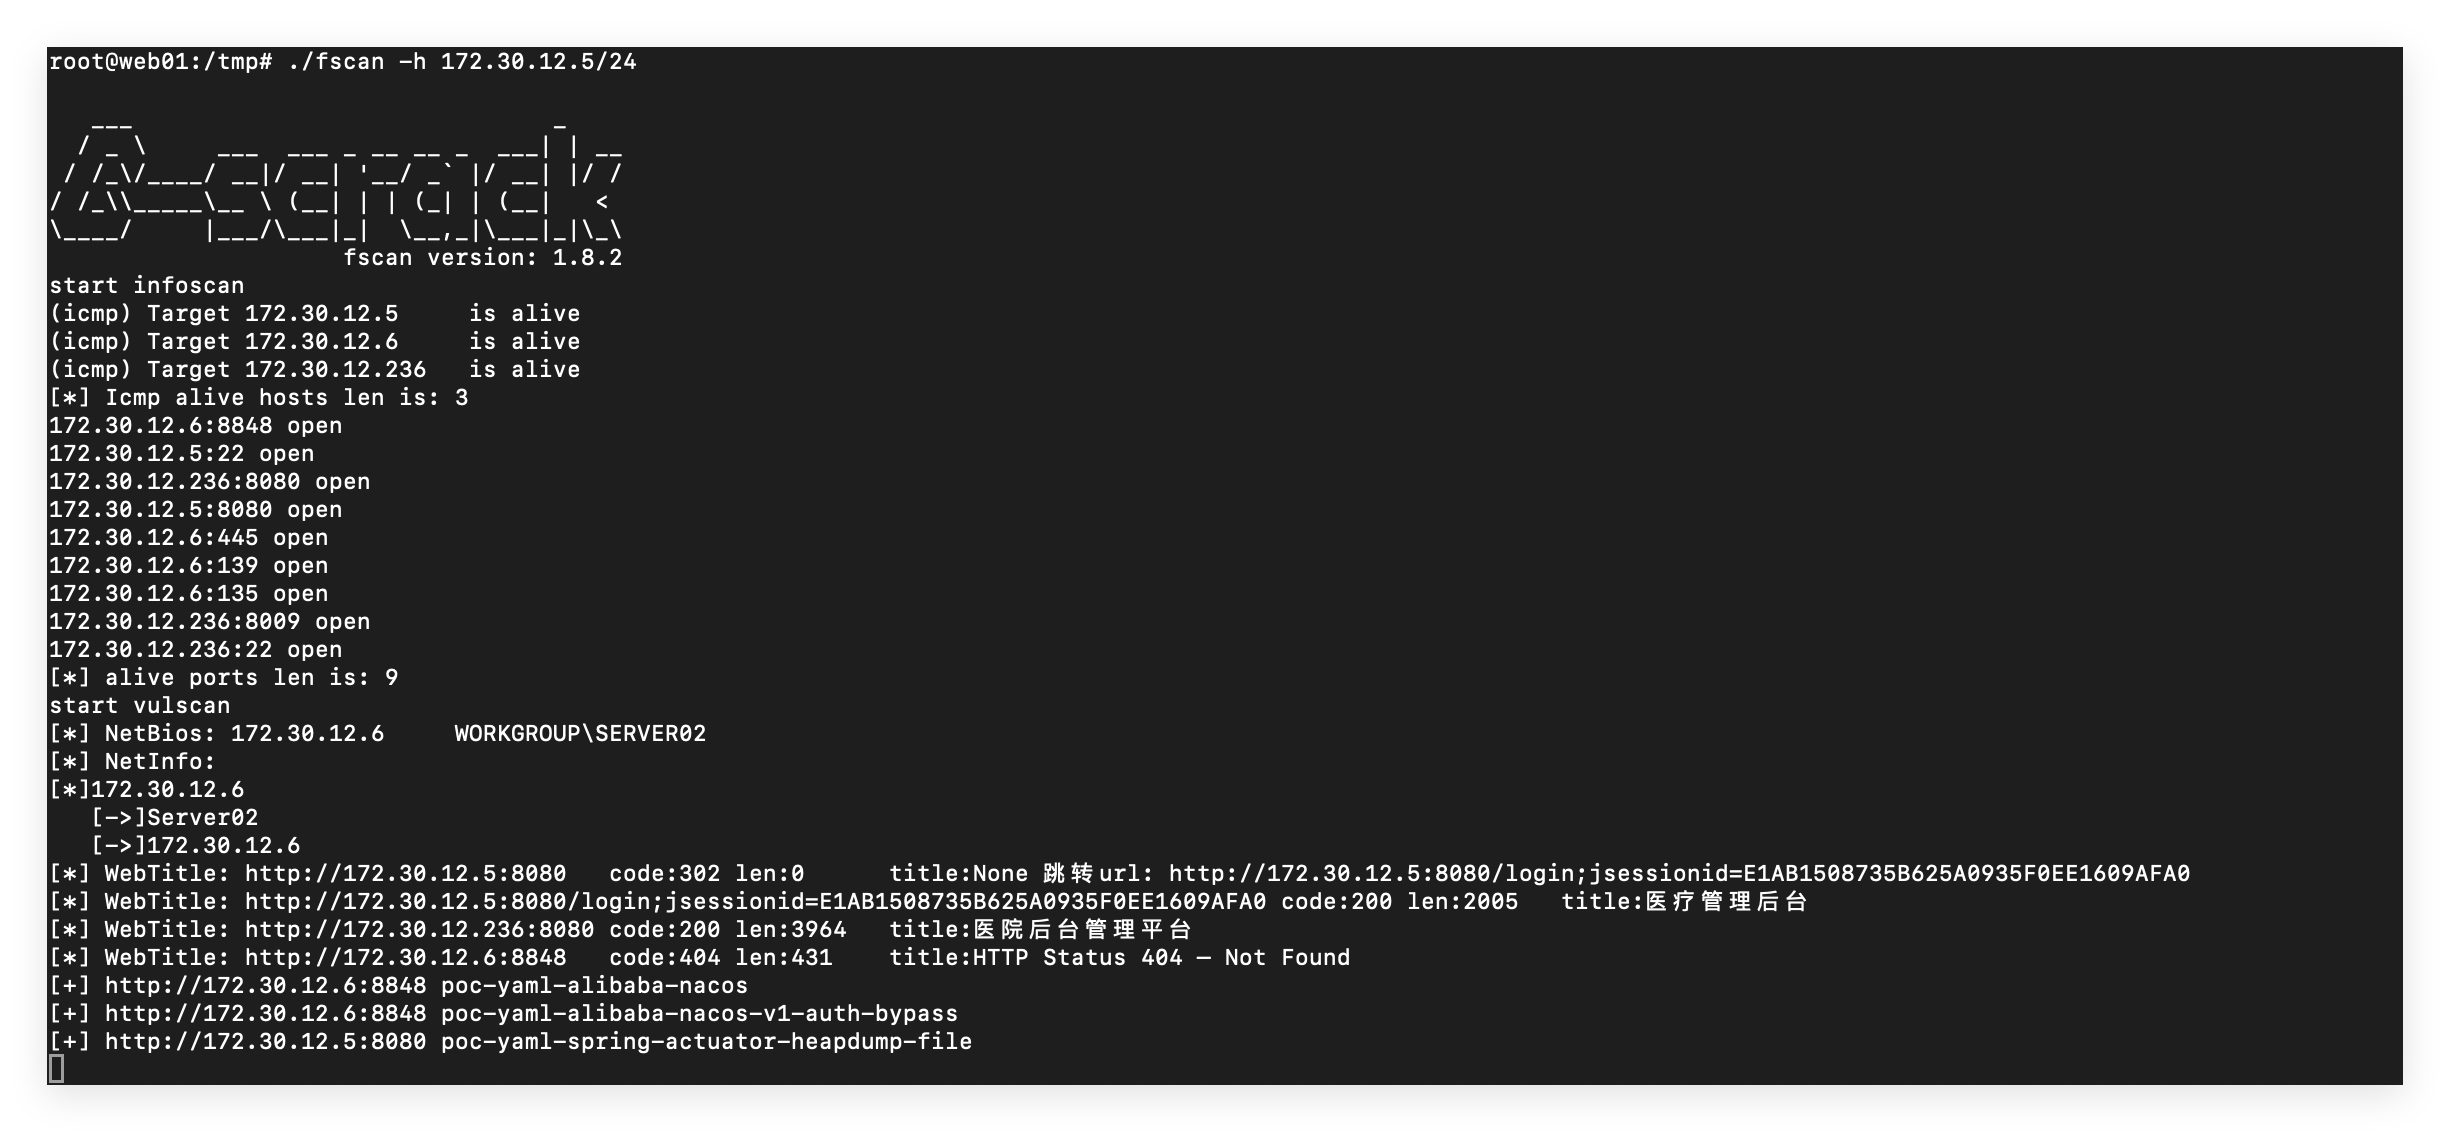 root@web01:/tmp# ./fscan -h 172.30.12.5/24

   ___                              _
  / _ \     ___  ___ _ __ __ _  ___| | __
 / /_\/____/ __|/ __| '__/ _` |/ __| |/ /
/ /_\\_____\__ \ (__| | | (_| | (__|   <
\____/     |___/\___|_|  \__,_|\___|_|\_\
                     fscan version: 1.8.2
start infoscan
(icmp) Target 172.30.12.5     is alive
(icmp) Target 172.30.12.6     is alive
(icmp) Target 172.30.12.236   is alive
[*] Icmp alive hosts len is: 3
172.30.12.6:8848 open
172.30.12.5:22 open
172.30.12.236:8080 open
172.30.12.5:8080 open
172.30.12.6:445 open
172.30.12.6:139 open
172.30.12.6:135 open
172.30.12.236:8009 open
172.30.12.236:22 open
[*] alive ports len is: 9
start vulscan
[*] NetBios: 172.30.12.6     WORKGROUP\SERVER02
[*] NetInfo:
[*]172.30.12.6
   [->]Server02
   [->]172.30.12.6
[*] WebTitle: http://172.30.12.5:8080   code:302 len:0      title:None 跳转url: http://172.30.12.5:8080/login;jsessionid=E1AB1508735B625A0935F0EE1609AFA0
[*] WebTitle: http://172.30.12.5:8080/login;jsessionid=E1AB1508735B625A0935F0EE1609AFA0 code:200 len:2005   title:医疗管理后台
[*] WebTitle: http://172.30.12.236:8080 code:200 len:3964   title:医院后台管理平台
[*] WebTitle: http://172.30.12.6:8848   code:404 len:431    title:HTTP Status 404 – Not Found
[+] http://172.30.12.6:8848 poc-yaml-alibaba-nacos
[+] http://172.30.12.6:8848 poc-yaml-alibaba-nacos-v1-auth-bypass
[+] http://172.30.12.5:8080 poc-yaml-spring-actuator-heapdump-file